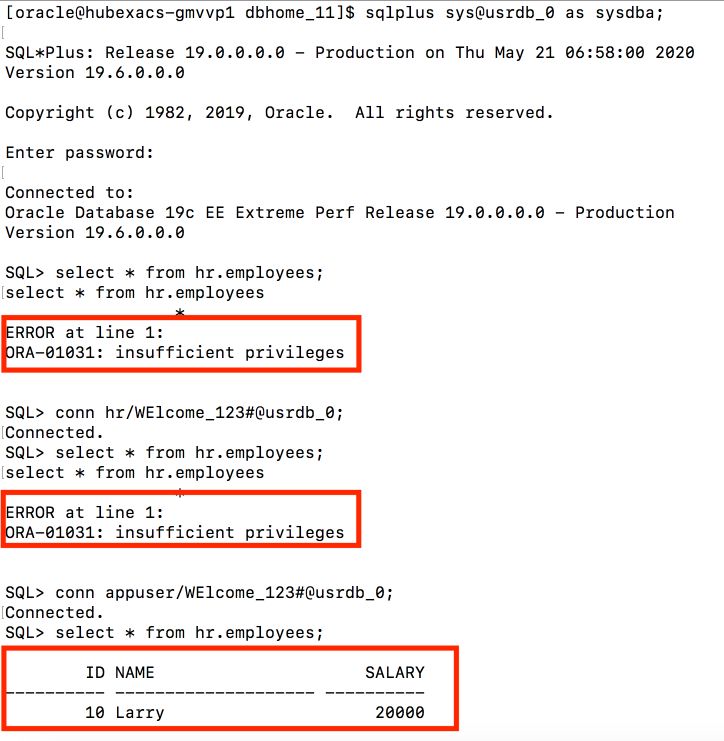 [oracle@hubexacs-gmvvp1 dbhome_11]$ sqlplus sys@usrdb_0 as sysdba;
[
SQL*Plus: Release 19.0.0.0.0 – Production on Thu May 21 06:58:00 2020
Version 19.6.0.0.0
Copyright (c) 1982, 2019, Oracle.  All rights reserved.
Enter password:
[
Connected to:
Oracle Database 19c EE Extreme Perf Release 19.0.0.0.0 – Production
Version 19.6.0.0.0
SQL> select * from hr.employees;
[select * from hr.employees
                 *
ERROR at line 1:
ORA–01031: insufficient privileges
SQL> conn hr/WElcome_123#@usrdb_0;
[Connected.
SQL> select * from hr.employees;
[select * from hr.employees
                 *
ERROR at line 1:
ORA–01031: insufficient privileges
SQL> conn appuser/WElcome_123#@usrdb_0;
[Connected.
SQL> select * from hr.employees;
        ID NAME                     SALARY
–––––––––– –––––––––––––––––––– ––––––––––
        10 Larry                     20000